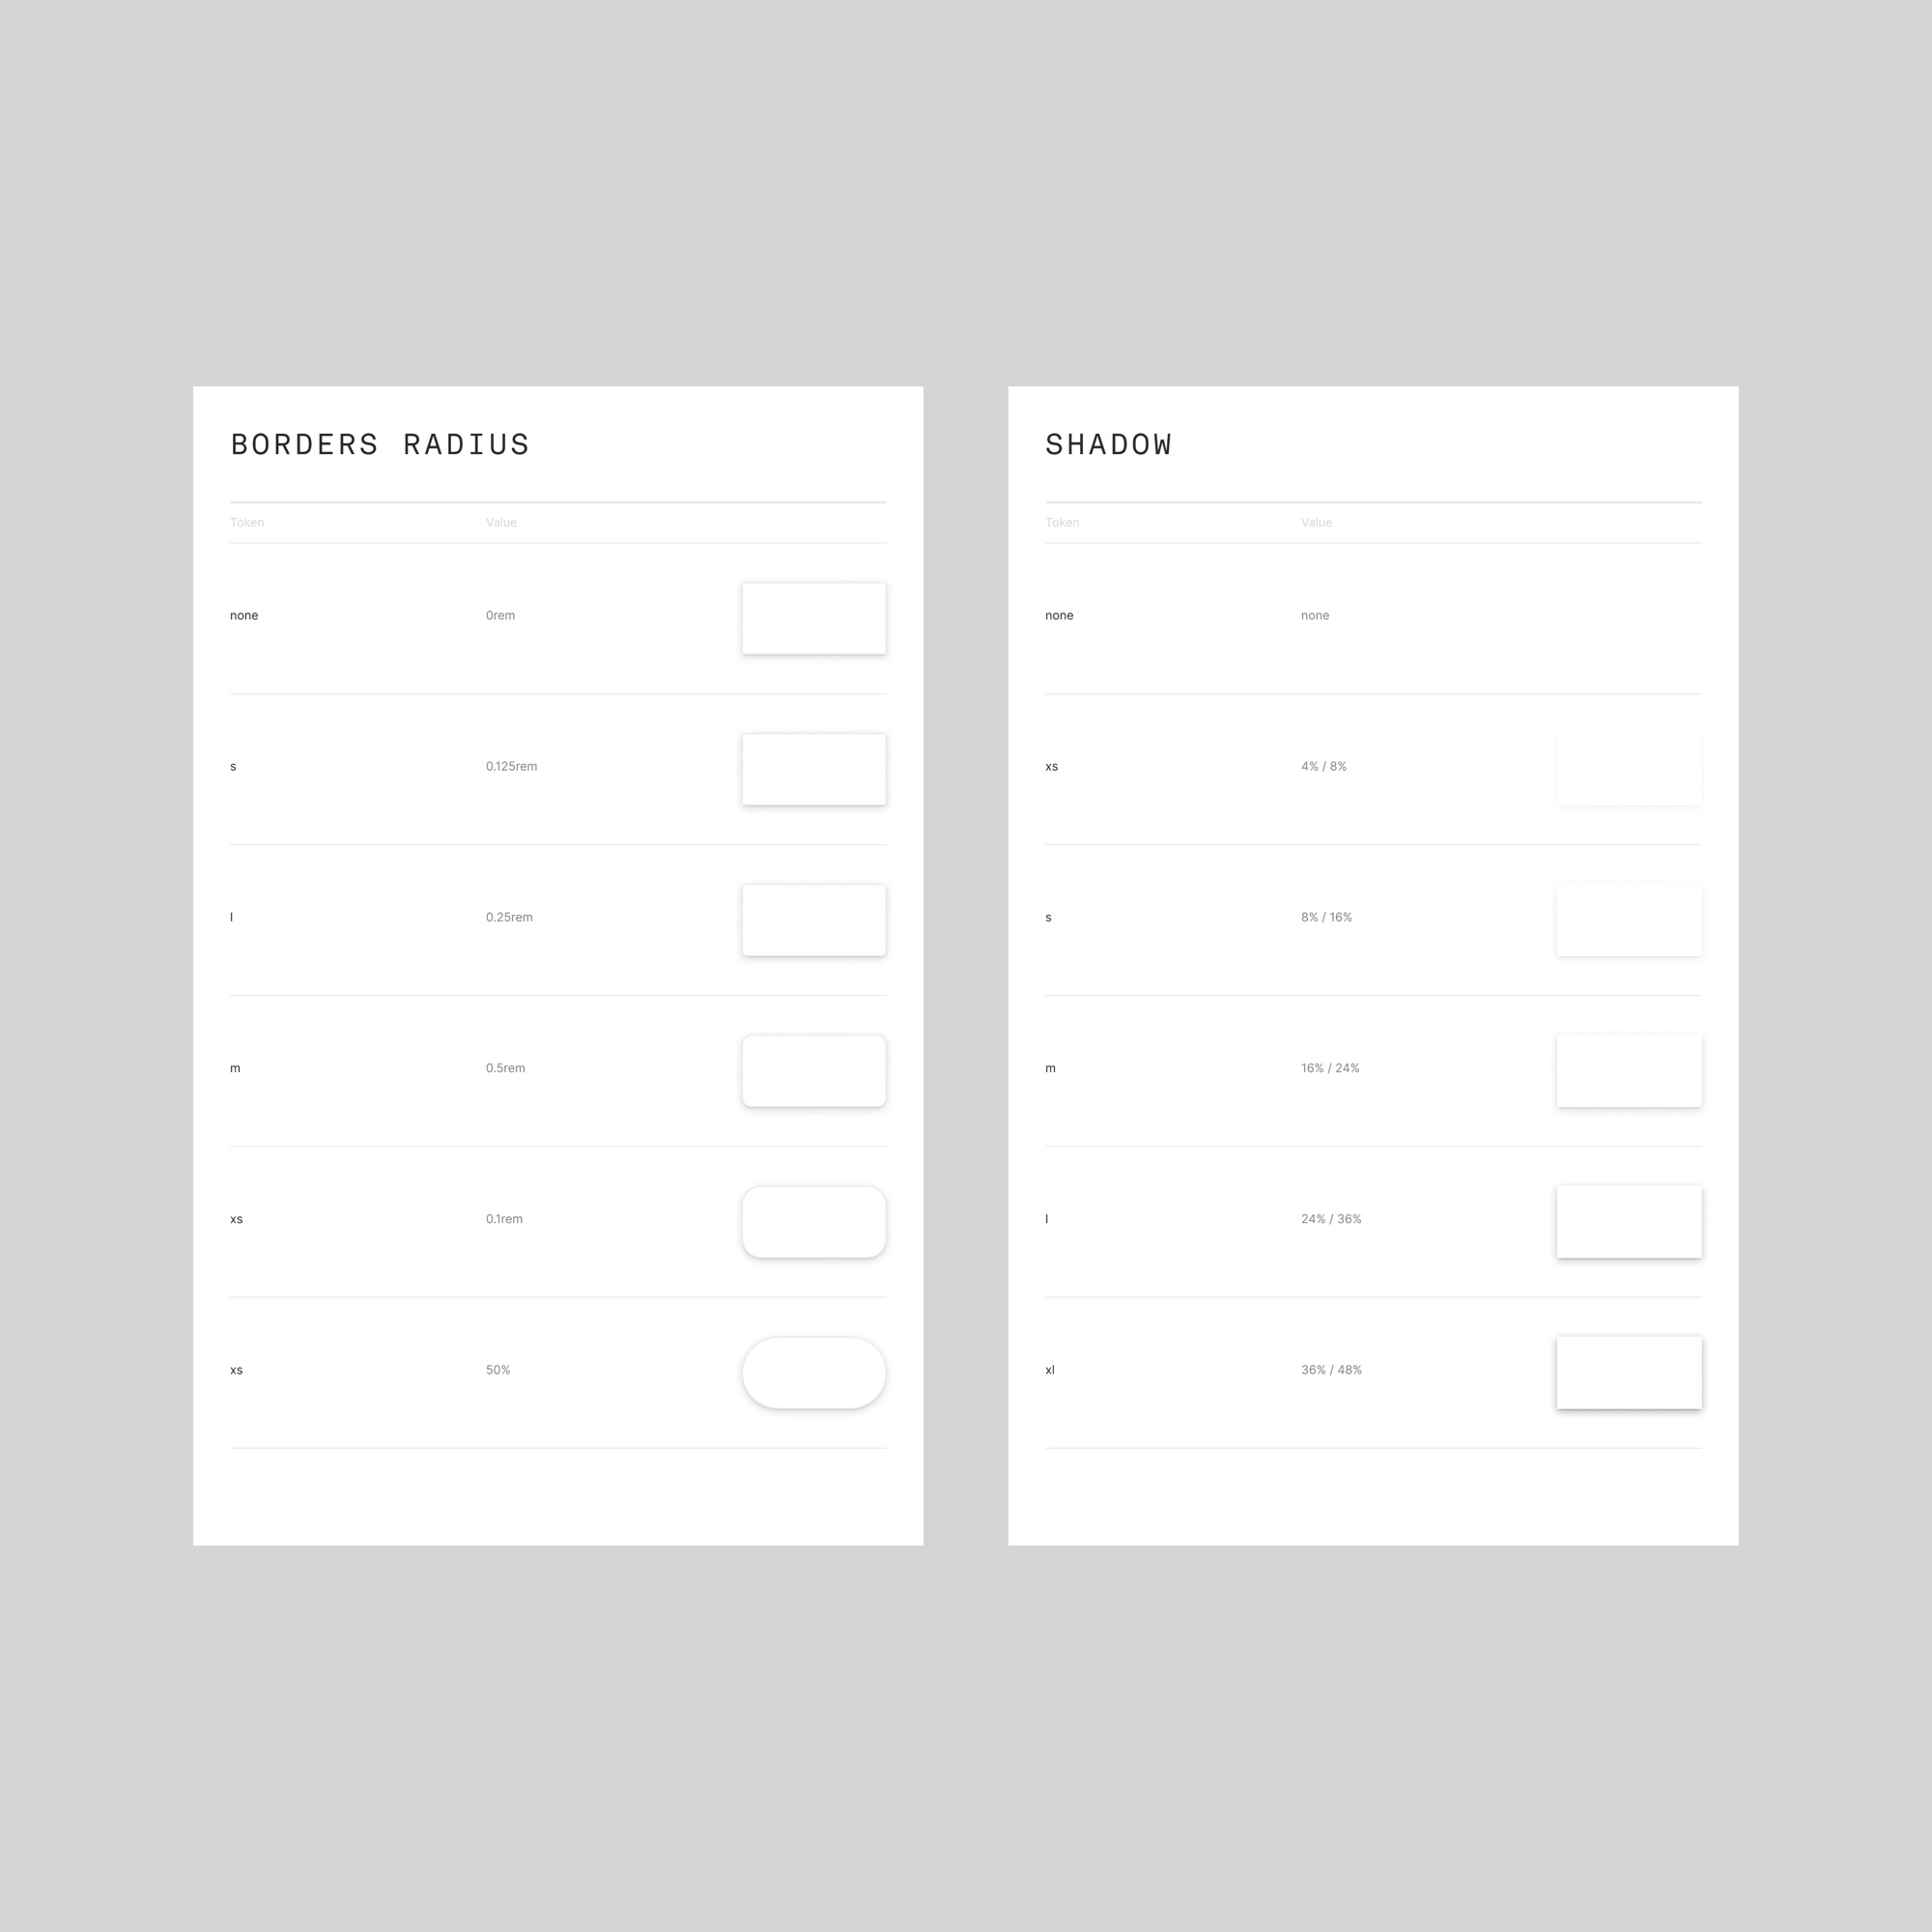 BORDERS RADIUS
Token Value
none 0rem
s 0.125rem
l 0.25rem
m 0.5rem
xs 0.1rem
xs 50%
SHADOW
Token Value
none none
xs 4% / 8%
s 8% / 16%
m 16% / 24%
l 24% / 36%
xl 36% / 48%